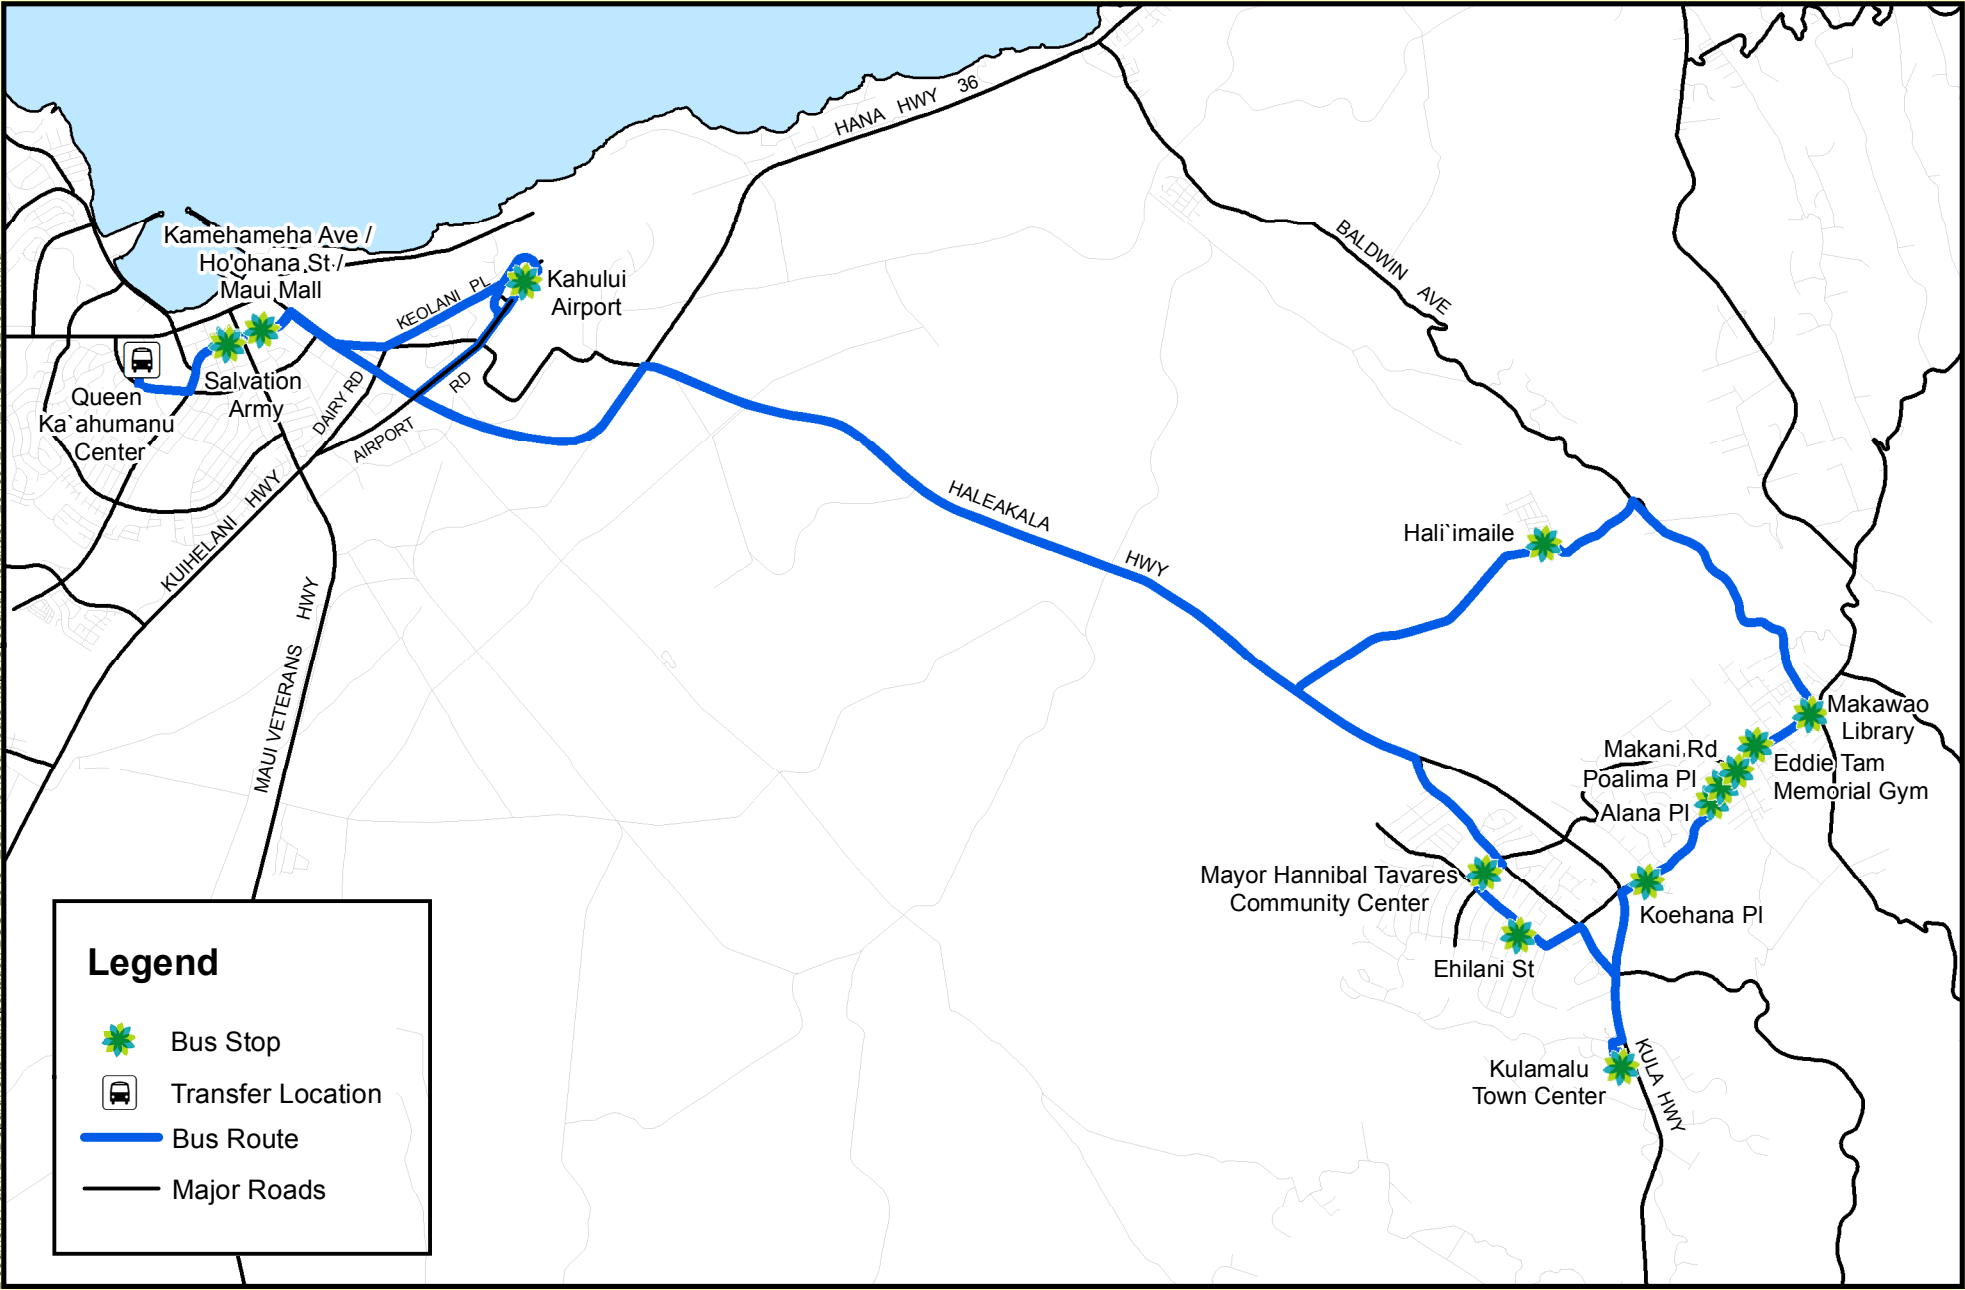 HANA HWY 36
Kamehameha Ave /
Ho'ohana St /
Maui Mall
KEOLANI PL
Kahului
Airport
BALDWIN AVE
Queen
Ka`ahumanu
Center
Salvation
Army
DAIRY RD
AIRPORT RD
KUIHELANI HWY
HALEAKALA HWY
Hali`imaile
MAUI VETERANS HWY
Makawao
Library
Makani Rd
Poalima Pl
Alana Pl
Eddie Tam
Memorial Gym
Mayor Hannibal Tavares
Community Center
Koehana Pl
Ehilani St
Kulamalu
Town Center
KULA HWY
Legend
Bus Stop
Transfer Location
Bus Route
Major Roads